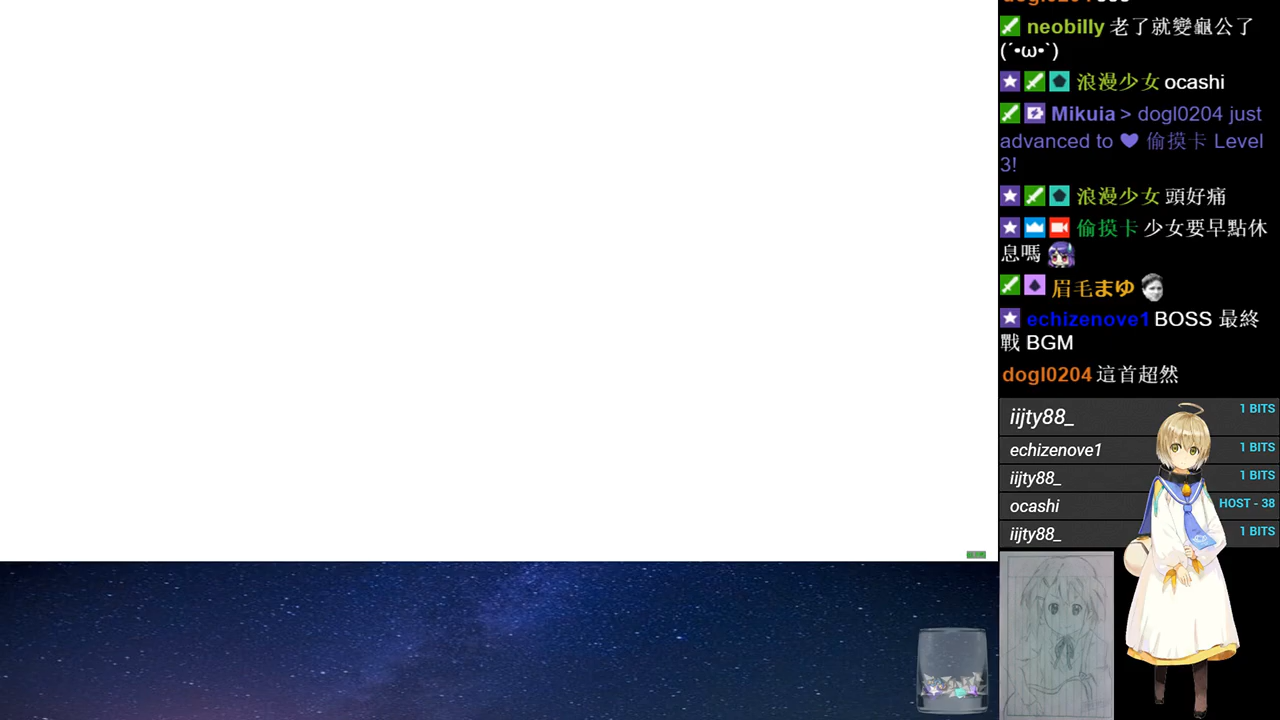 neobilly 老了就變龜公了
(´•ω•`)
浪漫少女 ocashi
Mikuia > dogl0204 just
advanced to ♥ 偷摸卡 Level
3!
浪漫少女 頭好痛
偷摸卡 少女要早點休
息嗎
眉毛まゆ
echizenove1 BOSS 最終
戰 BGM
dogl0204 這首超然
iijty88_ 1 BITS
echizenove1 1 BITS
iijty88_ 1 BITS
ocashi HOST - 38
iijty88_ 1 BITS